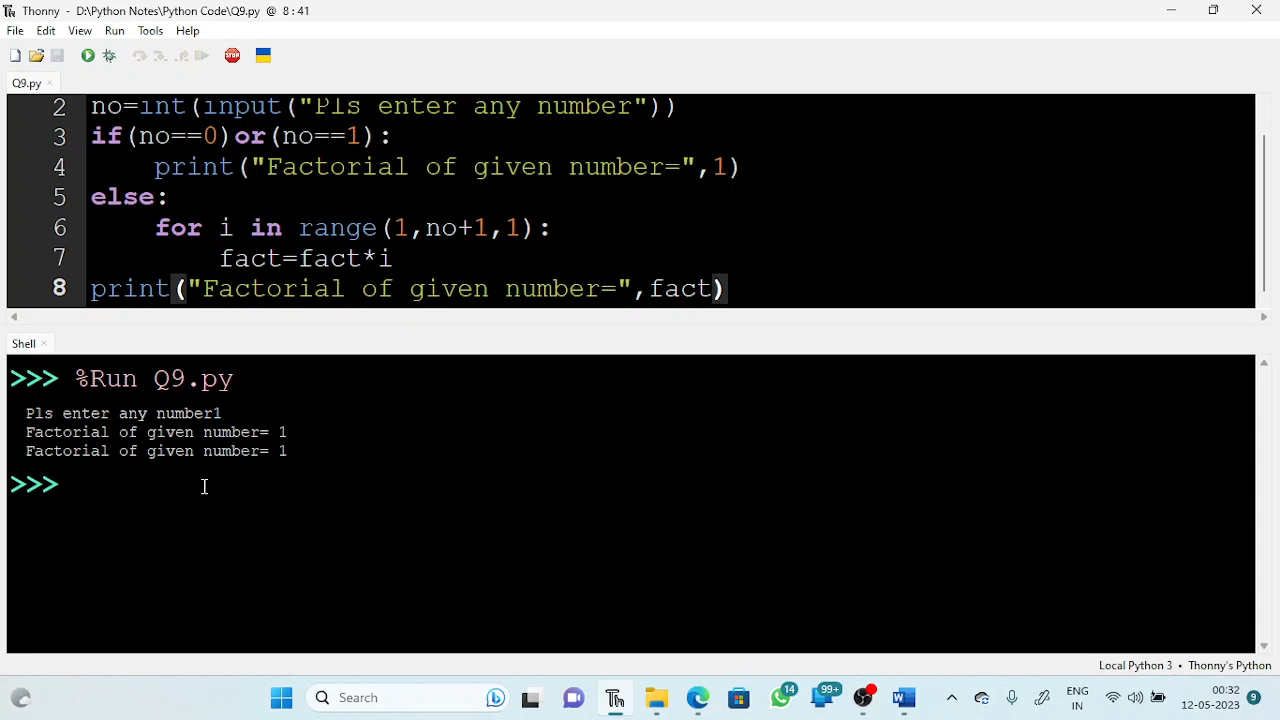 Thonny - D:\Python Notes\Python Code\Q9.py @ 8:41
File Edit View Run Tools Help
STOP
Q9.py ×
2 no=int(input("Pls enter any number"))
3 if(no==0)or(no==1):
4 print("Factorial of given number=",1)
5 else:
6 for i in range(1,no+1,1):
7 fact=fact*i
8 print("Factorial of given number=",fact)
Shell ×
>>> %Run Q9.py
Pls enter any number1
Factorial of given number= 1
Factorial of given number= 1
>>>
Local Python 3 • Thonny's Python
Search
Th
14
99+
W
ENG
IN
00:32
12-05-2023
9